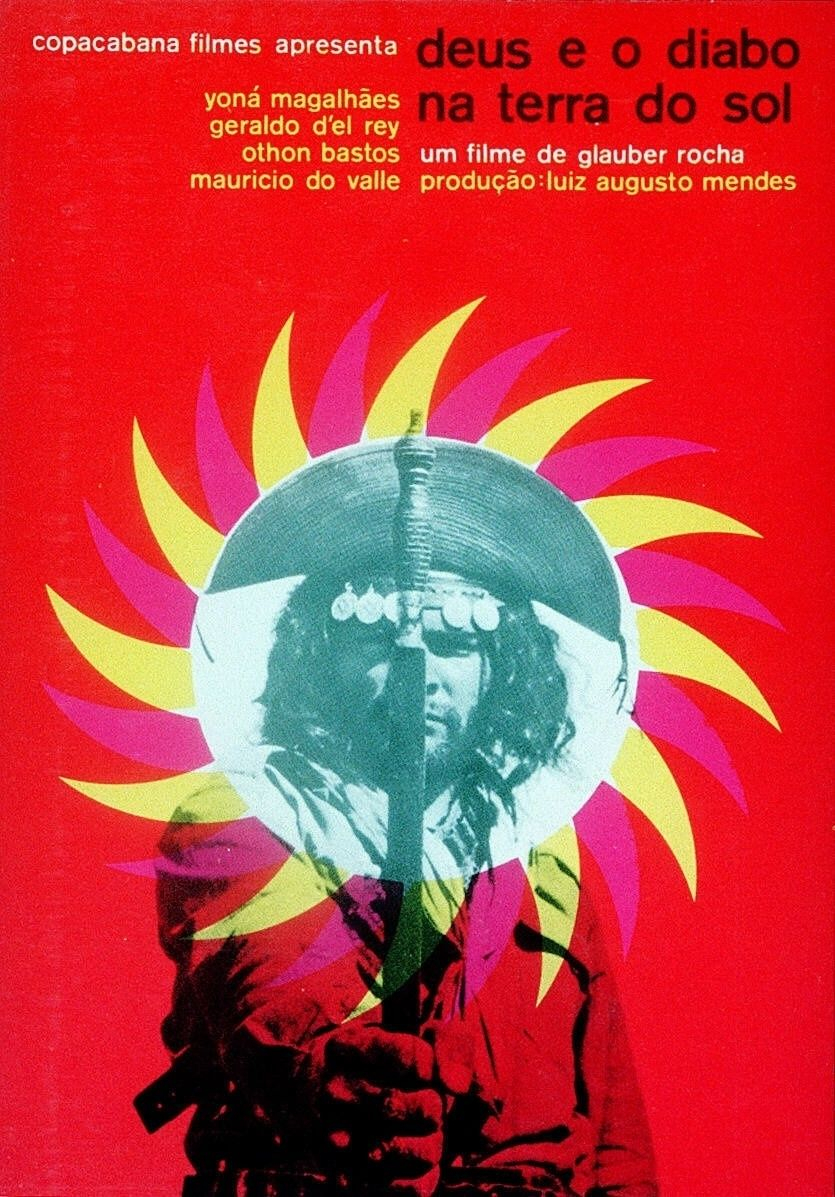 copacabana filmes apresenta
deus e o diabo
na terra do sol
yoná magalhães
geraldo d'el rey
othon bastos
mauricio do valle
um filme de glauber rocha
produção:luiz augusto mendes